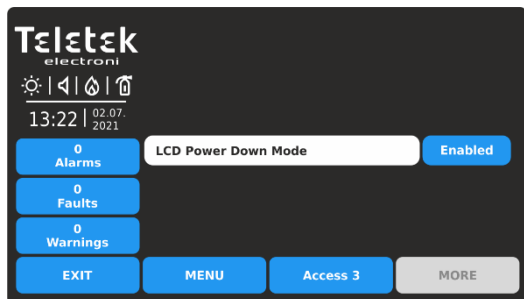 Teletek
electroni
13:22 02.07.
2021
0
Alarms
LCD Power Down Mode Enabled
0
Faults
0
Warnings
EXIT MENU Access 3 MORE